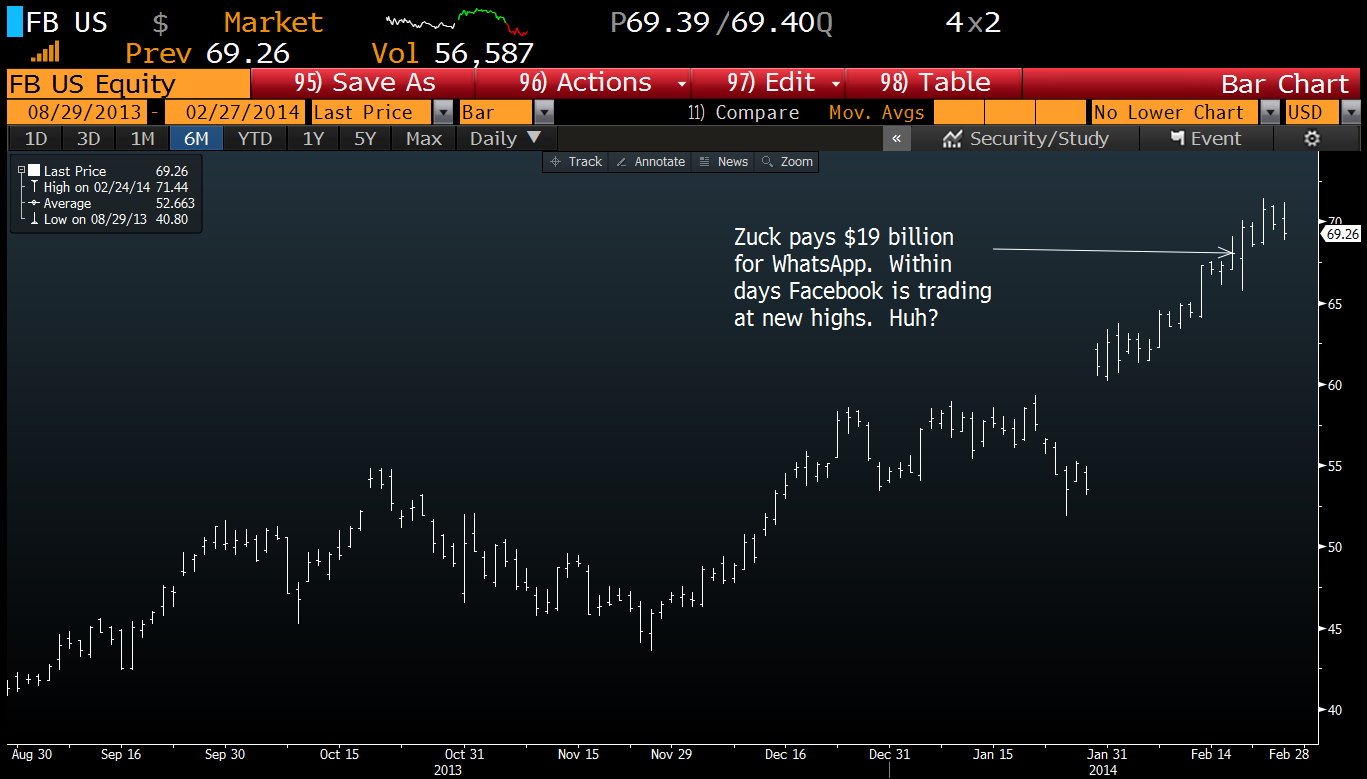 FB US $ Market P69.39/69.40Q 4x2
Prev 69.26 Vol 56,587
FB US Equity 95) Save As 96) Actions 97) Edit 98) Table Bar Chart
08/29/2013 - 02/27/2014 Last Price Bar 11) Compare Mov. Avgs No Lower Chart USD
1D 3D 1M 6M YTD 1Y 5Y Max Daily ▼ « Security/Study Event
Track Annotate News Zoom
Last Price 69.26
High on 02/24/14 71.44
Average 52.663
Low on 08/29/13 40.80
Zuck pays $19 billion
for WhatsApp. Within
days Facebook is trading
at new highs. Huh?
70
69.26
65
60
55
50
45
40
Aug 30 Sep 16 Sep 30 Oct 15 Oct 31 Nov 15 Nov 29 Dec 16 Dec 31 Jan 15 Jan 31 Feb 14 Feb 28
2013 2014